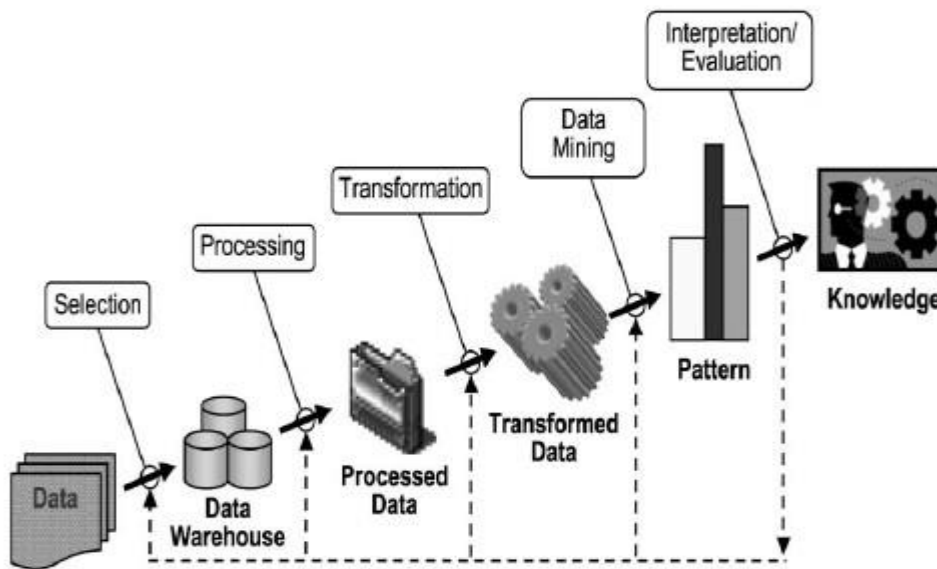 Interpretation/
Evaluation
Data
Mining
Transformation
Processing
Selection
Knowledge
Pattern
Transformed
Data
Processed
Data
Data
Warehouse
Data